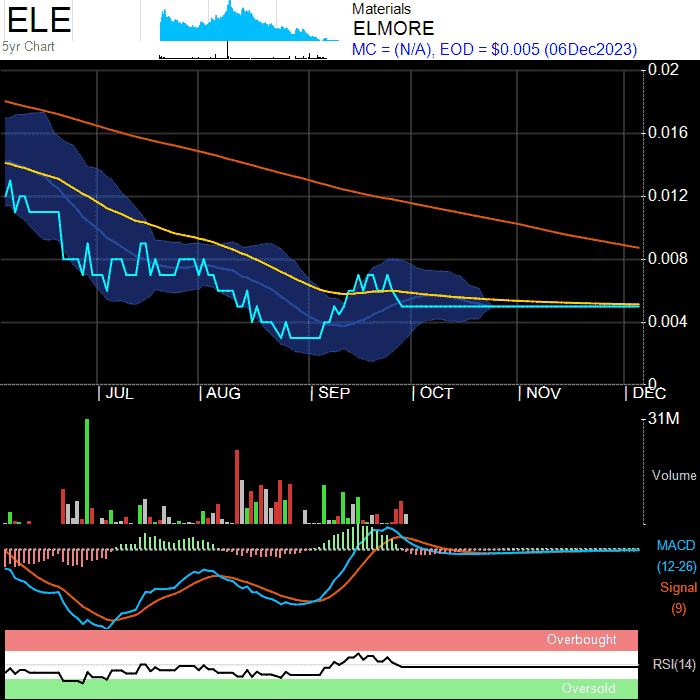 ELE
5yr Chart
Materials
ELMORE
MC = (N/A), EOD = $0.005 (06Dec2023)
0.02
0.016
0.012
0.008
0.004
0
JUL AUG SEP OCT NOV DEC
31M
Volume
MACD
(12-26)
Signal
(9)
Overbought
RSI(14)
Oversold